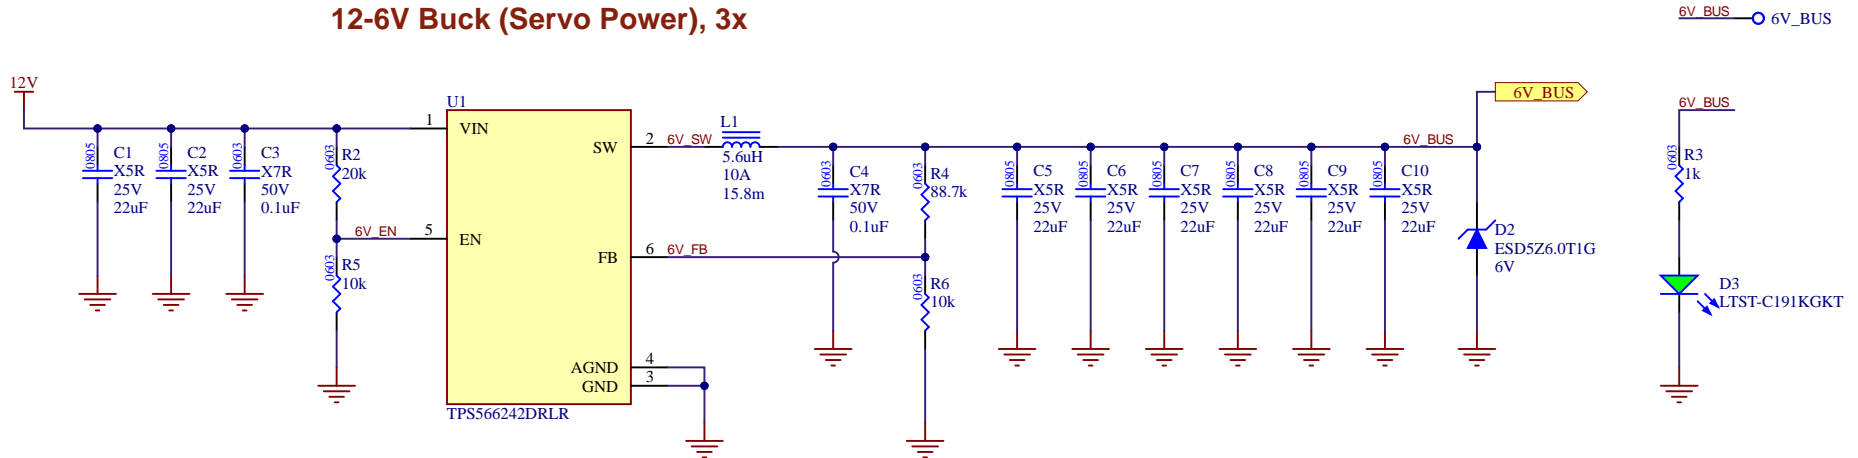 12-6V Buck (Servo Power), 3x
6V_BUS
6V_BUS
12V
U1
1
VIN
2
SW
5
EN
6
FB
4
AGND
3
GND
TPS566242DRLR
0805
C1
X5R
25V
22uF
0805
C2
X5R
25V
22uF
0603
C3
X7R
50V
0.1uF
0603
R2
20k
6V_EN
0603
R5
10k
6V_SW
L1
5.6uH
10A
15.8m
0603
C4
X7R
50V
0.1uF
0603
R4
88.7k
6V_FB
0603
R6
10k
0805
C5
X5R
25V
22uF
0805
C6
X5R
25V
22uF
0805
C7
X5R
25V
22uF
0805
C8
X5R
25V
22uF
0805
C9
X5R
25V
22uF
0805
C10
X5R
25V
22uF
6V_BUS
6V_BUS
D2
ESD5Z6.0T1G
6V
6V_BUS
0603
R3
1k
D3
LTST-C191KGKT